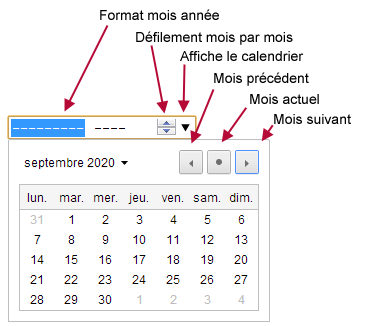 Format mois année
Défilement mois par mois
Affiche le calendrier
Mois précédent
Mois actuel
Mois suivant
--------- ----
septembre 2020
lun. mar. mer. jeu. ven. sam. dim.
31 1 2 3 4 5 6
7 8 9 10 11 12 13
14 15 16 17 18 19 20
21 22 23 24 25 26 27
28 29 30 1 2 3 4